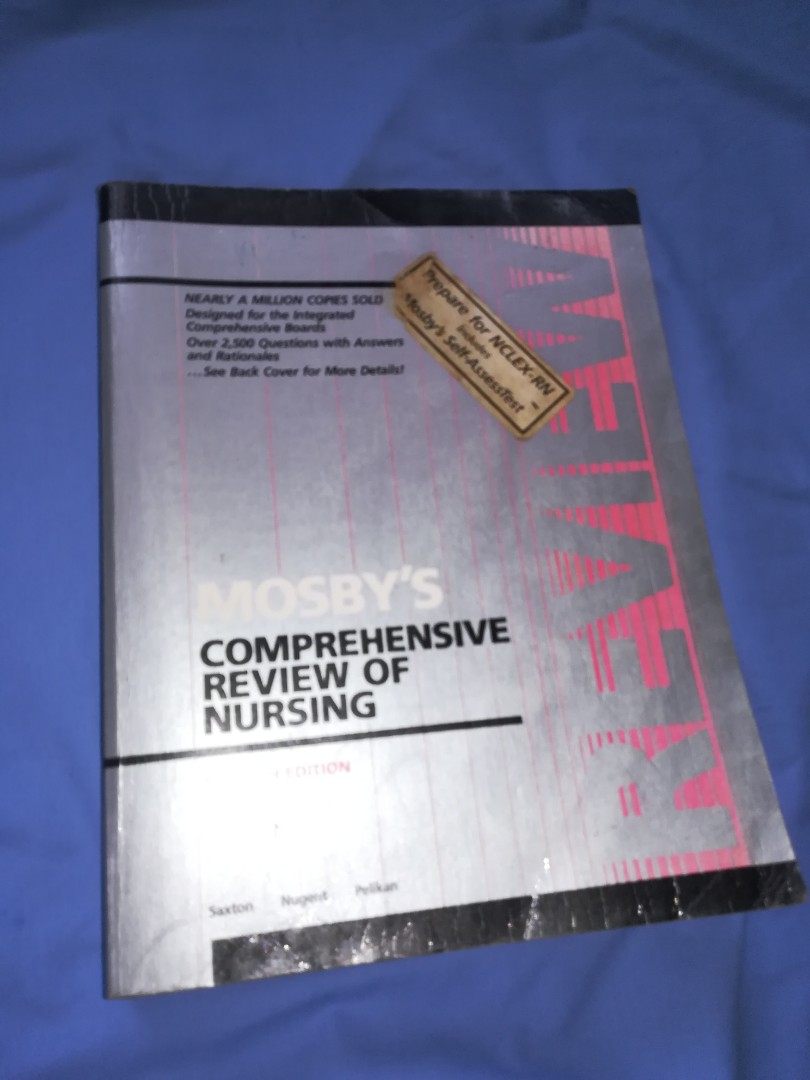 NEARLY A MILLION COPIES SOLD
Designed for the Integrated
Comprehensive Boards
Over 2,500 Questions with Answers
and Rationales
...See Back Cover for More Details!
Prepare for NCLEX-RN
Includes
Mosby's Self-AssessTest
REVIEW
MOSBY'S
COMPREHENSIVE
REVIEW OF
NURSING
EDITION
Saxton Nugent Pelikan